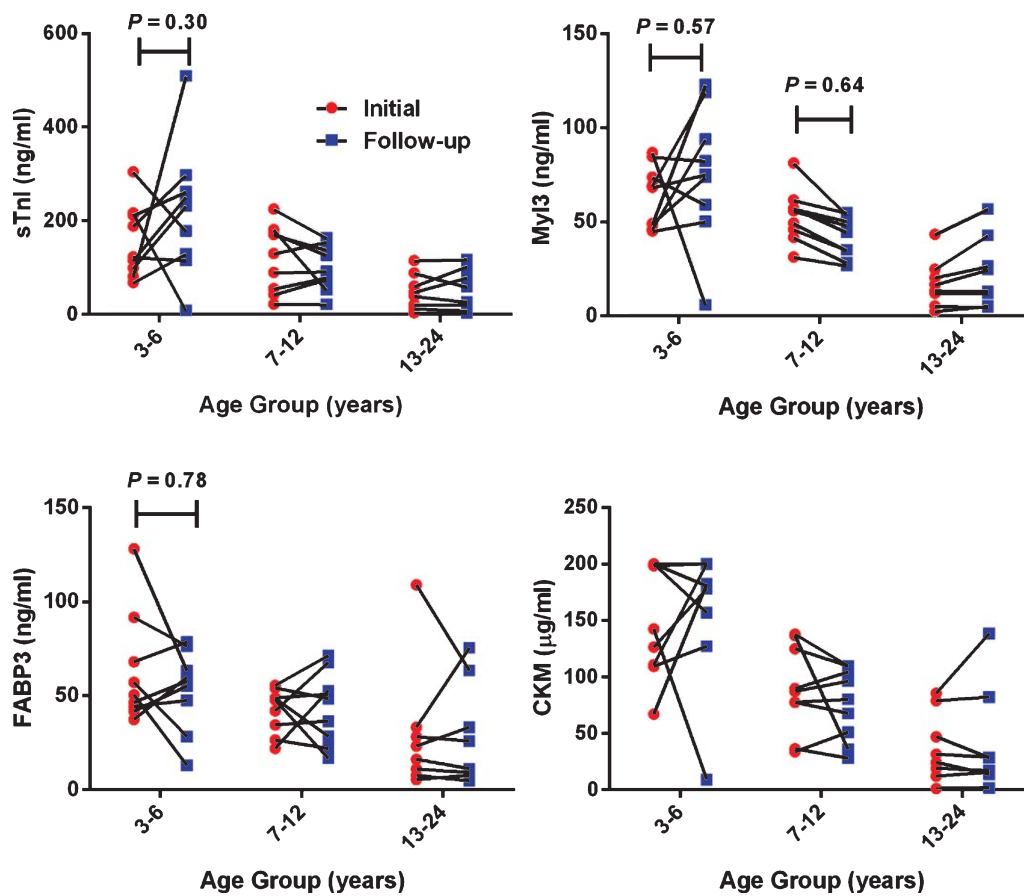 P = 0.30
600
400
200
0
sTnI (ng/ml)
Initial
Follow-up
3-6
7-12
13-24
Age Group (years)
P = 0.57
P = 0.64
150
100
50
0
Myl3 (ng/ml)
3-6
7-12
13-24
Age Group (years)
P = 0.78
150
100
50
0
FABP3 (ng/ml)
3-6
7-12
13-24
Age Group (years)
250
200
150
100
50
0
CKM (µg/ml)
3-6
7-12
13-24
Age Group (years)